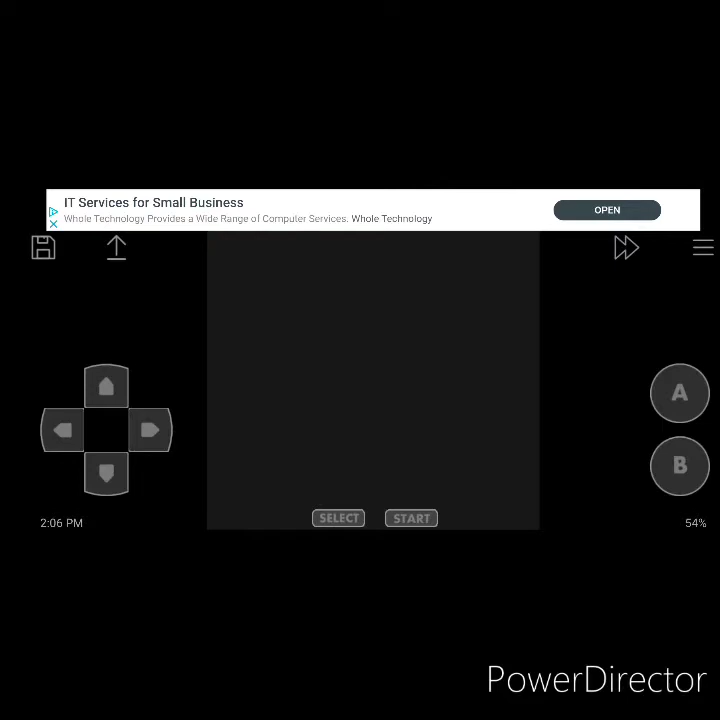 IT Services for Small Business
Whole Technology Provides a Wide Range of Computer Services. Whole Technology
OPEN
A
B
SELECT
START
2:06 PM
54%
PowerDirector